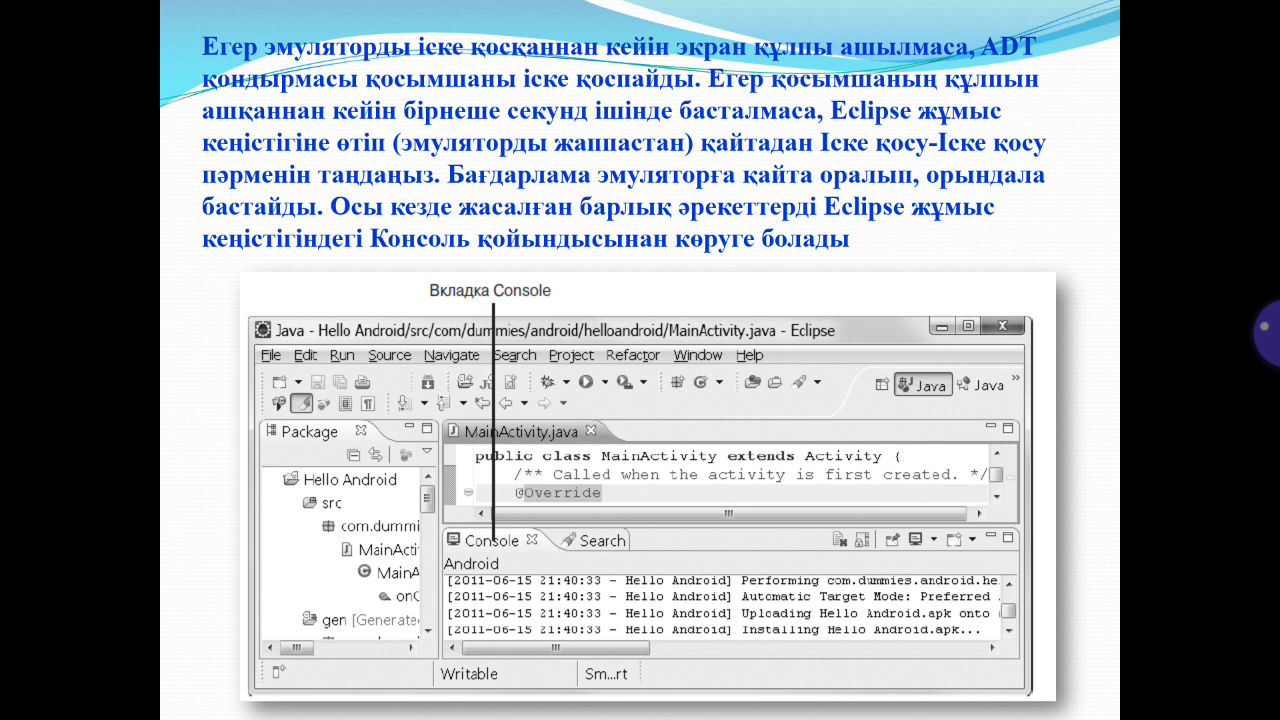 Егер эмуляторды іске қосқаннан кейін экран құлпы ашылмаса, ADT
қондырмасы қосымшаны іске қоспайды. Егер қосымшаның құлпын
ашқаннан кейін бірнеше секунд ішінде басталмаса, Eclipse жұмыс
кеңістігіне өтіп (эмуляторды жаппастан) қайтадан Іске қосу-Іске қосу
пәрменін таңдаңыз. Бағдарлама эмуляторға қайта оралып, орындала
бастайды. Осы кезде жасалған барлық әрекеттерді Eclipse жұмыс
кеңістігіндегі Консоль қойындысынан көруге болады
Вкладка Console
Java - Hello Android/src/com/dummies/android/helloandroid/MainActivity.java - Eclipse
File Edit Run Source Navigate Search Project Refactor Window Help
Java Java
Package
MainActivity.java
public class MainActivity extends Activity {
/** Called when the activity is first created. */
@Override
Hello Android
src
com.dummi
MainActi
MainA
onC
gen [Generate
Console Search
Android
[2011-06-15 21:40:33 - Hello Android] Performing com.dummies.android.he
[2011-06-15 21:40:33 - Hello Android] Automatic Target Mode: Preferred
[2011-06-15 21:40:33 - Hello Android] Uploading Hello Android.apk onto
[2011-06-15 21:40:33 - Hello Android] Installing Hello Android.apk...
Writable Sm...rt